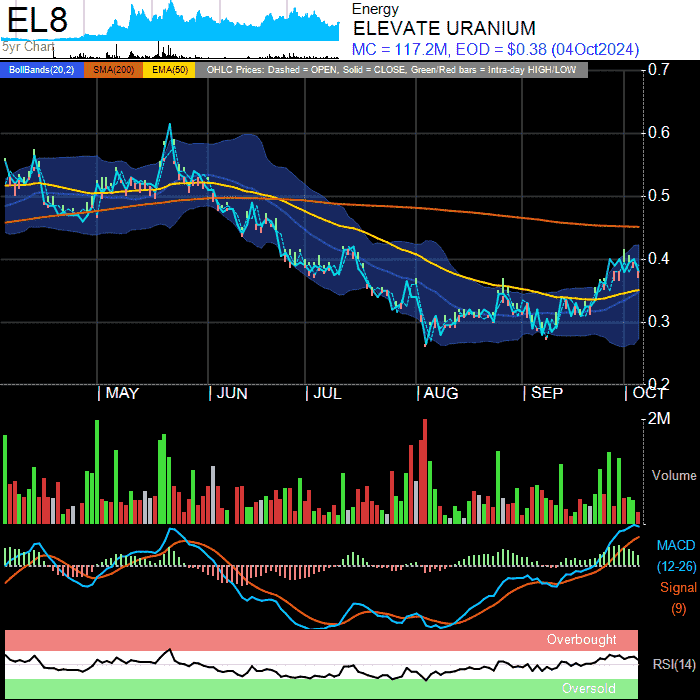 EL8
5yr Chart
Energy
ELEVATE URANIUM
MC = 117.2M, EOD = $0.38 (04Oct2024)
BollBands(20,2) SMA(200) EMA(50) OHLC Prices: Dashed = OPEN, Solid = CLOSE, Green/Red bars = Intra-day HIGH/LOW
0.7
0.6
0.5
0.4
0.3
0.2
MAY JUN JUL AUG SEP OCT
2M
Volume
MACD
(12-26)
Signal
(9)
Overbought
RSI(14)
Oversold